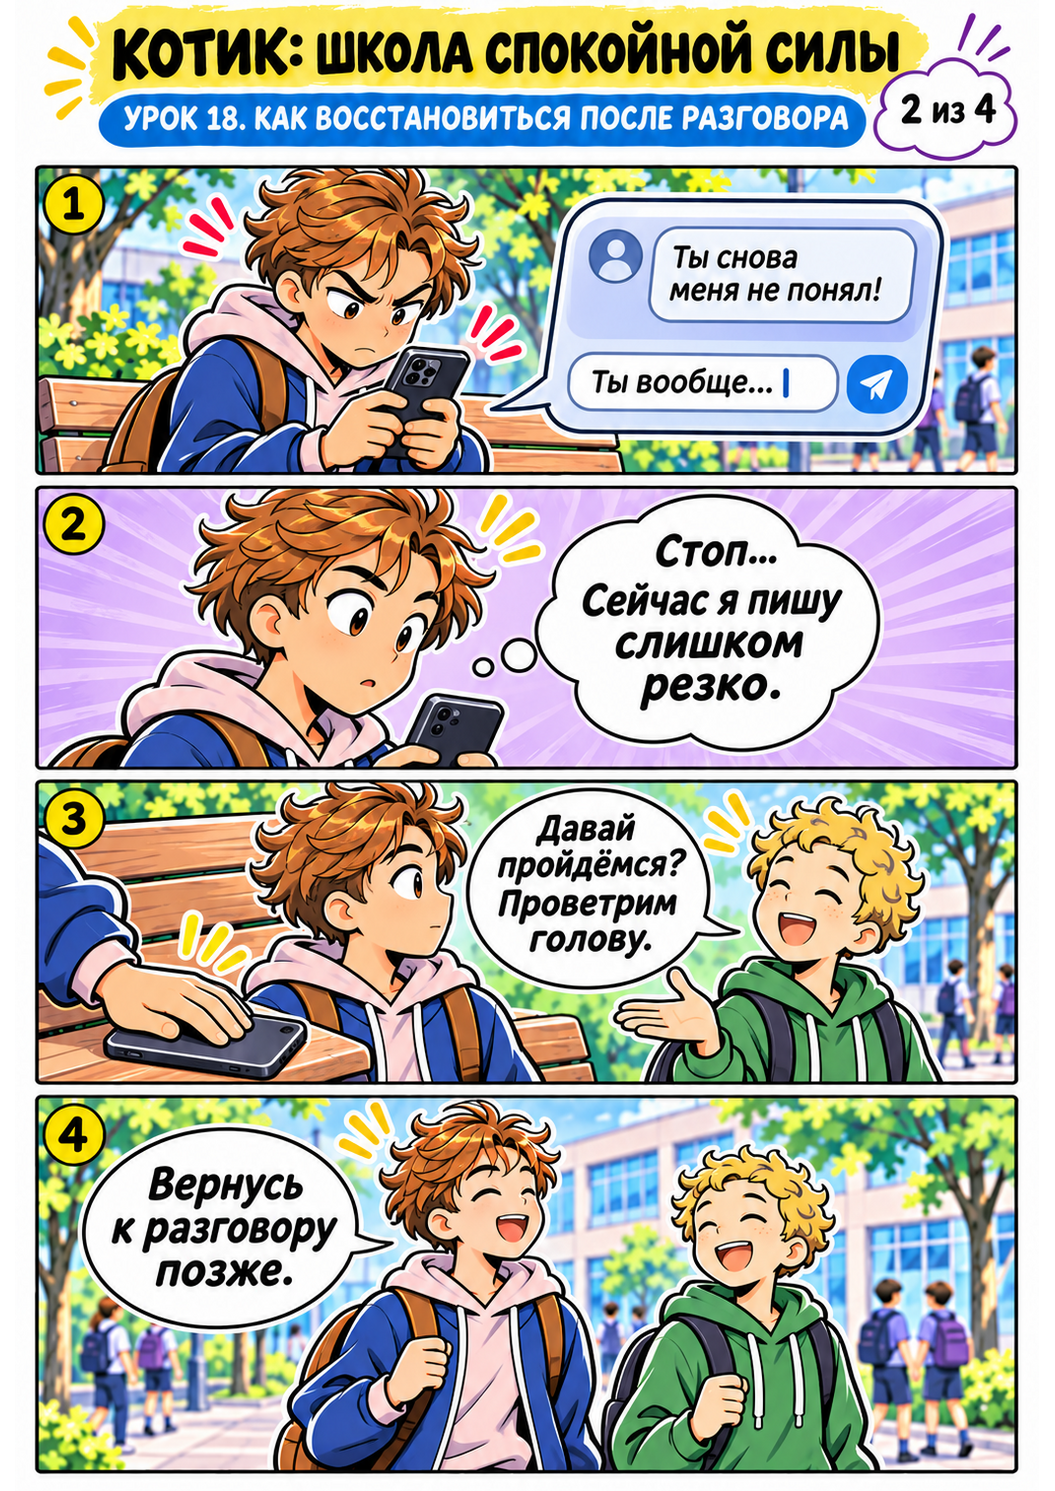 КОТИК: ШКОЛА СПОКОЙНОЙ СИЛЫ
УРОК 18. КАК ВОССТАНОВИТЬСЯ ПОСЛЕ РАЗГОВОРА
2 из 4
1
Ты снова
меня не понял!
Ты вообще...
2
Стоп...
Сейчас я пишу
слишком
резко.
3
Давай
пройдёмся?
Проветрим
голову.
4
Вернусь
к разговору
позже.